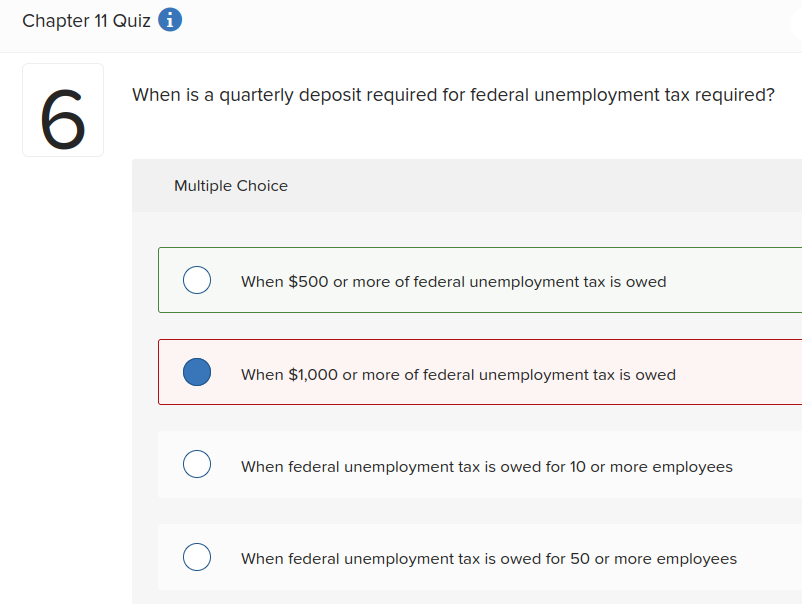 Chapter 11 Quiz i
6
When is a quarterly deposit required for federal unemployment tax required?
Multiple Choice
When $500 or more of federal unemployment tax is owed
When $1,000 or more of federal unemployment tax is owed
When federal unemployment tax is owed for 10 or more employees
When federal unemployment tax is owed for 50 or more employees